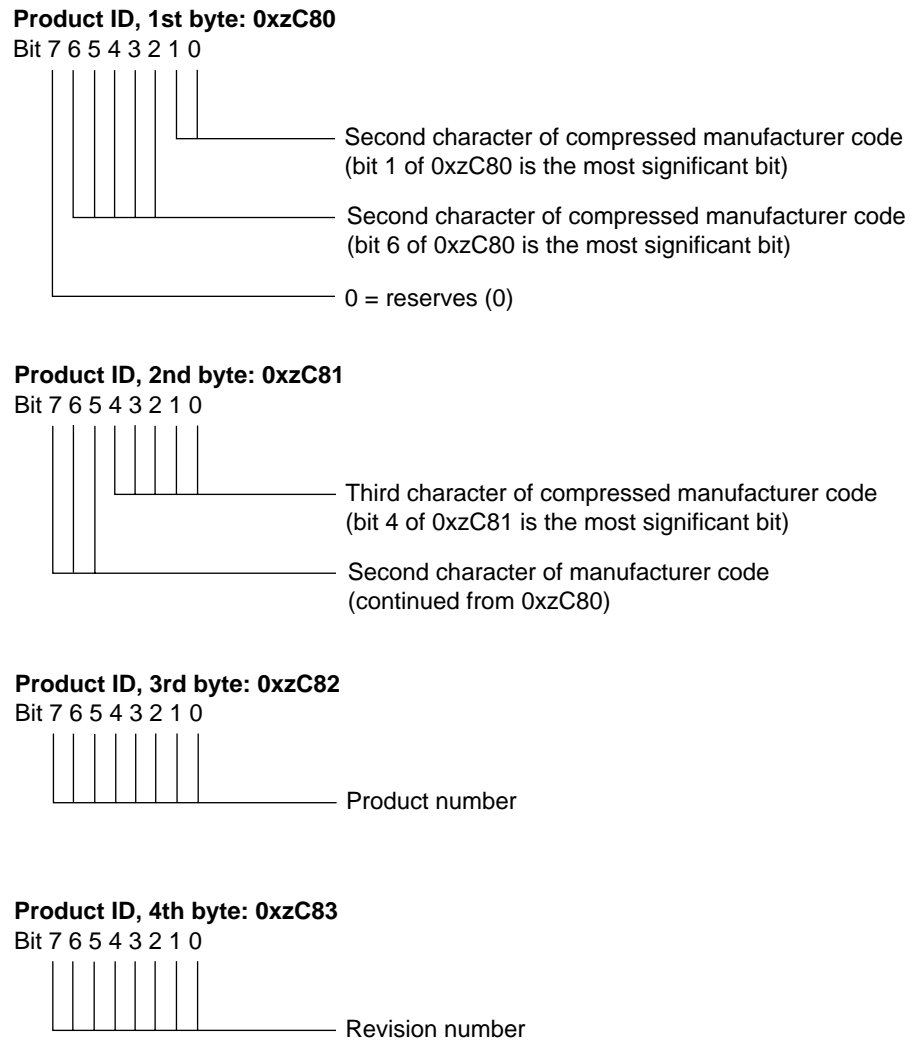 Product ID, 1st byte: 0xzC80
Bit 7 6 5 4 3 2 1 0
Second character of compressed manufacturer code
(bit 1 of 0xzC80 is the most significant bit)
Second character of compressed manufacturer code
(bit 6 of 0xzC80 is the most significant bit)
0 = reserves (0)
Product ID, 2nd byte: 0xzC81
Bit 7 6 5 4 3 2 1 0
Third character of compressed manufacturer code
(bit 4 of 0xzC81 is the most significant bit)
Second character of manufacturer code
(continued from 0xzC80)
Product ID, 3rd byte: 0xzC82
Bit 7 6 5 4 3 2 1 0
Product number
Product ID, 4th byte: 0xzC83
Bit 7 6 5 4 3 2 1 0
Revision number